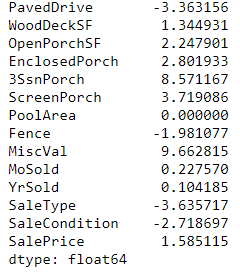 PavedDrive -3.363156
WoodDeckSF 1.344931
OpenPorchSF 2.247901
EnclosedPorch 2.801933
3SsnPorch 8.571167
ScreenPorch 3.719086
PoolArea 0.000000
Fence -1.981077
MiscVal 9.662815
MoSold 0.227570
YrSold 0.104185
SaleType -3.635717
SaleCondition -2.718697
SalePrice 1.585115
dtype: float64